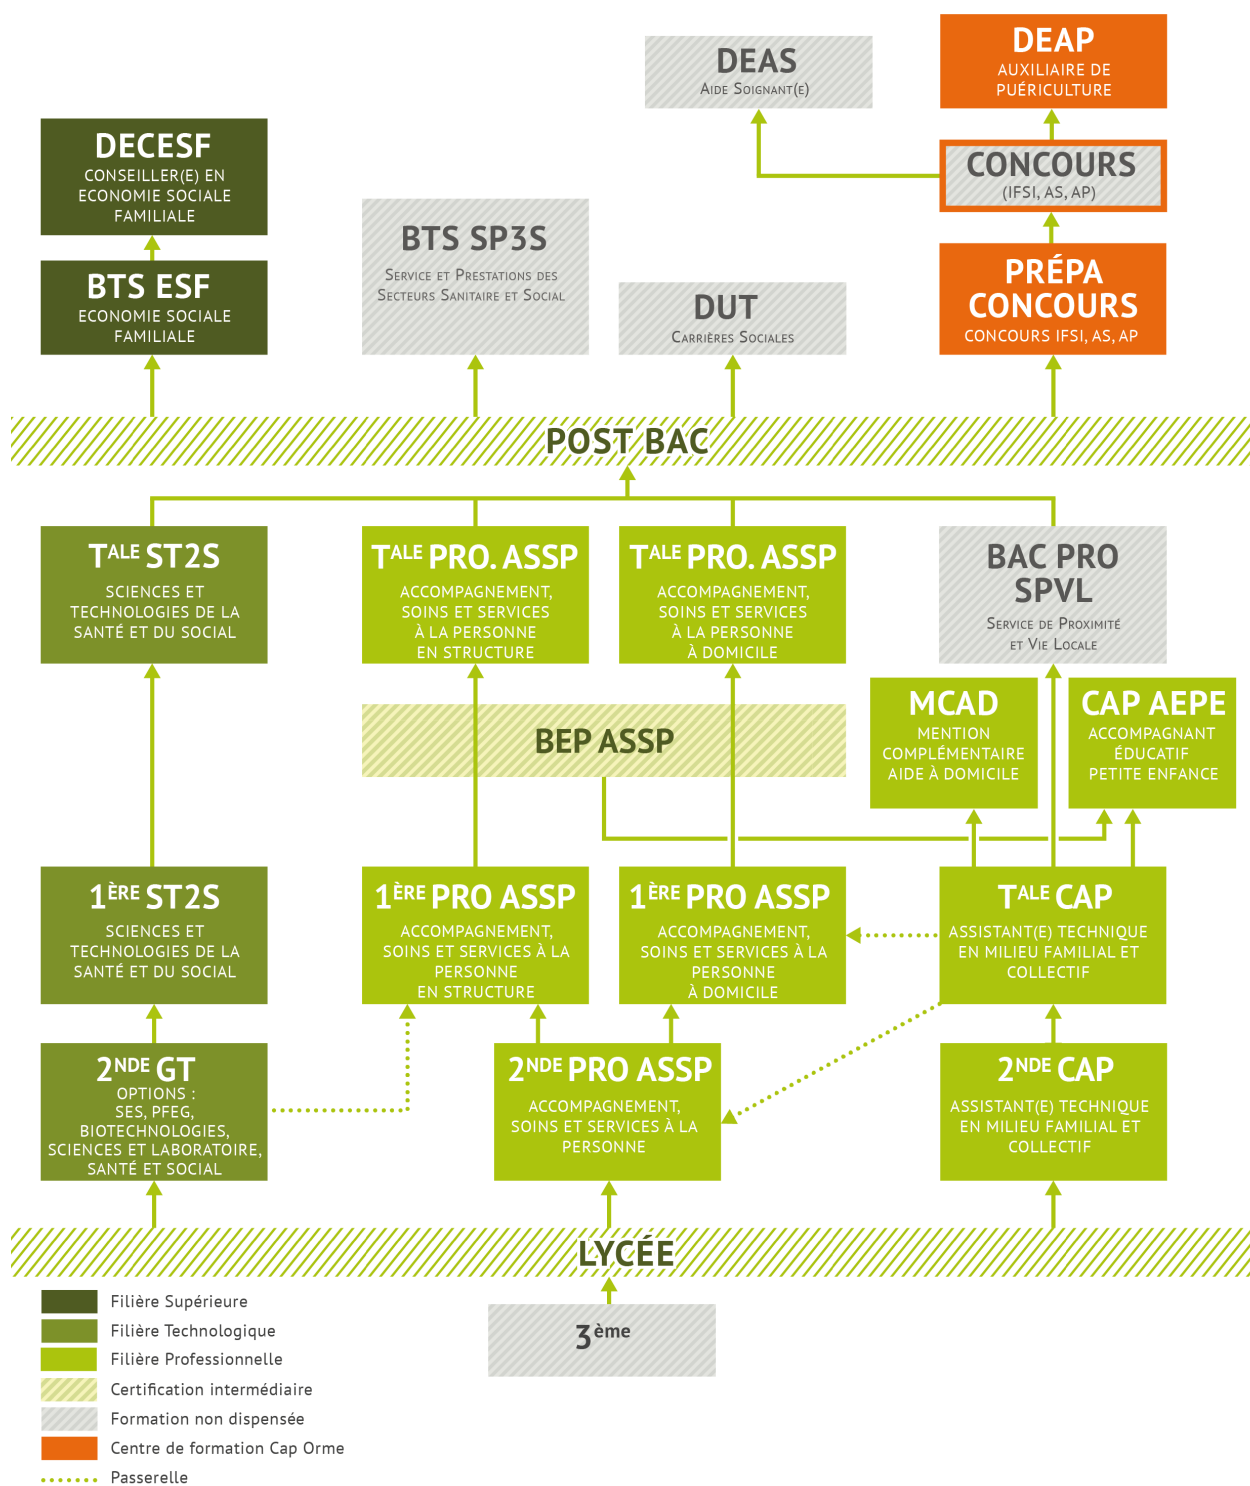 DEAP
AUXILIAIRE DE
PUÉRICULTURE
DEAS
Aide Soignant(e)
CONCOURS
(IFSI, AS, AP)
DECESF
CONSEILLER(E) EN
ECONOMIE SOCIALE
FAMILIALE
BTS SP3S
Service et Prestations des
Secteurs Sanitaire et Social
PRÉPA
CONCOURS
CONCOURS IFSI, AS, AP
BTS ESF
ECONOMIE SOCIALE
FAMILIALE
DUT
Carrières Sociales
POST BAC
TALE ST2S
SCIENCES ET
TECHNOLOGIES DE LA
SANTÉ ET DU SOCIAL
TALE PRO. ASSP
ACCOMPAGNEMENT,
SOINS ET SERVICES
À LA PERSONNE
EN STRUCTURE
TALE PRO. ASSP
ACCOMPAGNEMENT,
SOINS ET SERVICES
À LA PERSONNE
À DOMICILE
BAC PRO
SPVL
Service de Proximité
et Vie Locale
BEP ASSP
MCAD
MENTION
COMPLÉMENTAIRE
AIDE À DOMICILE
CAP AEPE
ACCOMPAGNANT
ÉDUCATIF
PETITE ENFANCE
1ÈRE ST2S
SCIENCES ET
TECHNOLOGIES DE LA
SANTÉ ET DU SOCIAL
1ÈRE PRO ASSP
ACCOMPAGNEMENT,
SOINS ET SERVICES À LA
PERSONNE
EN STRUCTURE
1ÈRE PRO ASSP
ACCOMPAGNEMENT,
SOINS ET SERVICES À LA
PERSONNE
À DOMICILE
TALE CAP
ASSISTANT(E) TECHNIQUE
EN MILIEU FAMILIAL ET
COLLECTIF
2NDE GT
OPTIONS :
SES, PFEG,
BIOTECHNOLOGIES,
SCIENCES ET LABORATOIRE,
SANTÉ ET SOCIAL
2NDE PRO ASSP
ACCOMPAGNEMENT,
SOINS ET SERVICES À LA
PERSONNE
2NDE CAP
ASSISTANT(E) TECHNIQUE
EN MILIEU FAMILIAL ET
COLLECTIF
LYCÉE
3ème
Filière Supérieure
Filière Technologique
Filière Professionnelle
Certification intermédiaire
Formation non dispensée
Centre de formation Cap Orme
Passerelle